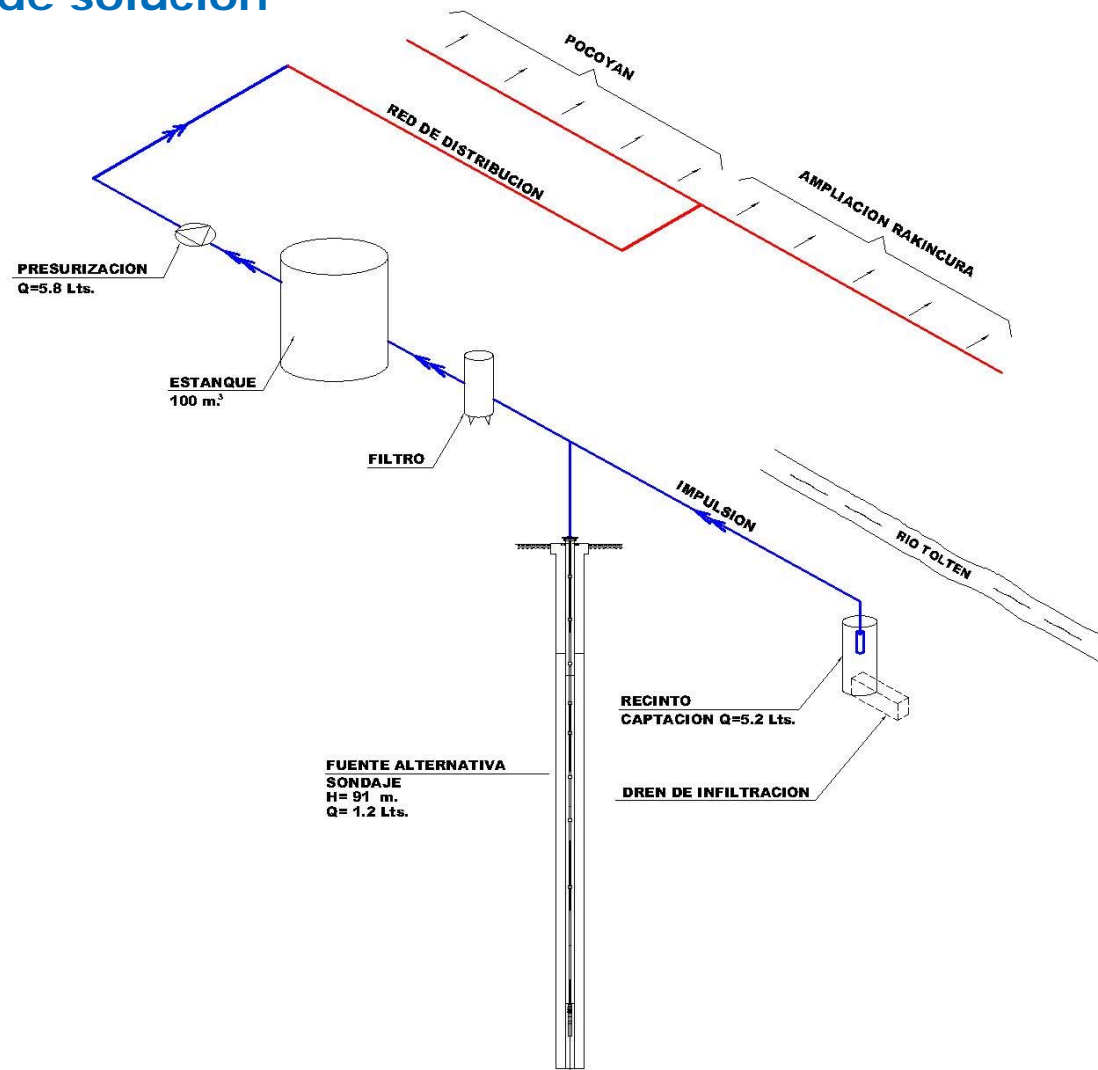 de solución
POCOYAN
RED DE DISTRIBUCION
AMPLIACION RAKINCURA
PRESURIZACION
Q=5.8 Lts.
ESTANQUE
100 m.³
FILTRO
IMPULSION
RIO TOLTEN
RECINTO
CAPTACION Q=5.2 Lts.
FUENTE ALTERNATIVA
SONDAJE
H= 91 m.
Q= 1.2 Lts.
DREN DE INFILTRACION